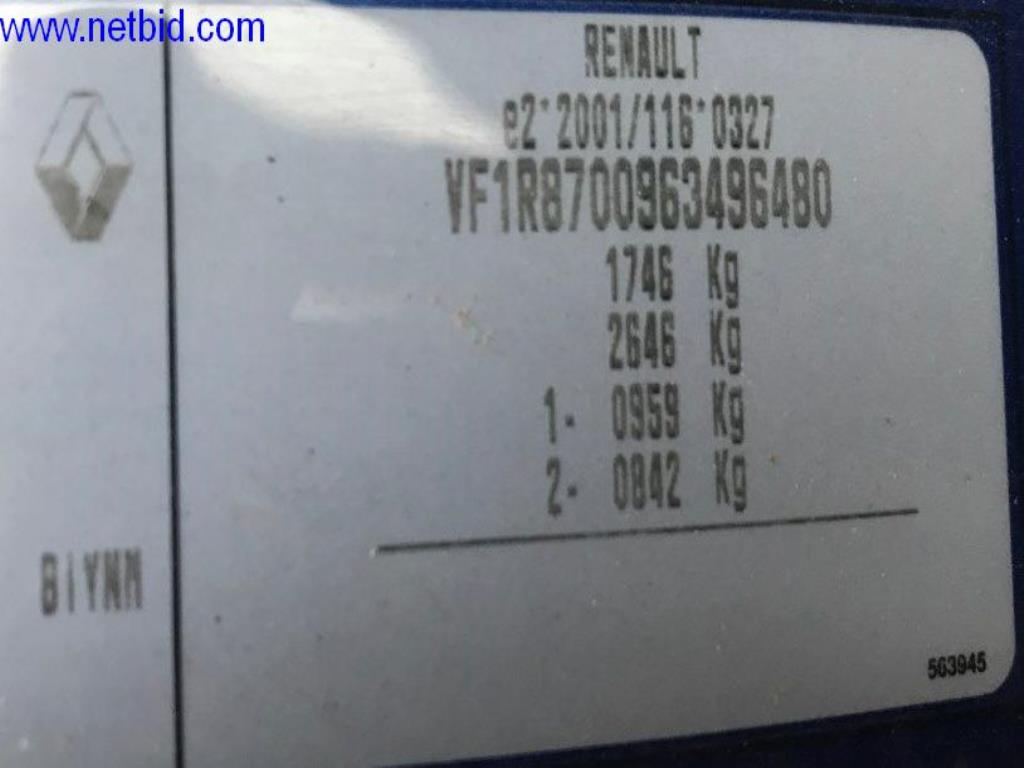 www.netbid.com
RENAULT
e2*2001/116*0327
VF1R8700963496480
1746 Kg
2646 Kg
1- 0959 Kg
2- 0842 Kg
BIYNM
563945